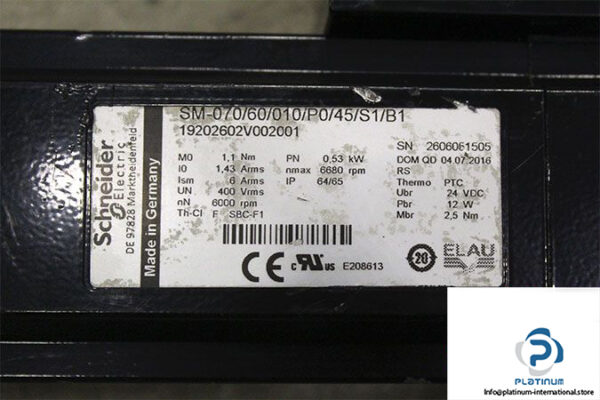 SM-070/60/010/P0/45/S1/B1
19202602V002001
SN 2606061505
M0 1,1 Nm PN 0,53 kW DOM QD 04 07 2016
I0 1,43 Arms nmax 6680 rpm RS
Ism 6 Arms IP 64/65 Thermo PTC
UN 400 Vrms Ubr 24 VDC
nN 6000 rpm Pbr 12 W
Th-Cl F SBC-F1 Mbr 2,5 Nm
Schneider
Electric
DE 97828 Marktheidenfeld
Made in Germany
CE c RU US E208613
20
ELAU
PLATINUM
INTERNATIONAL
Info@platinum-international.store